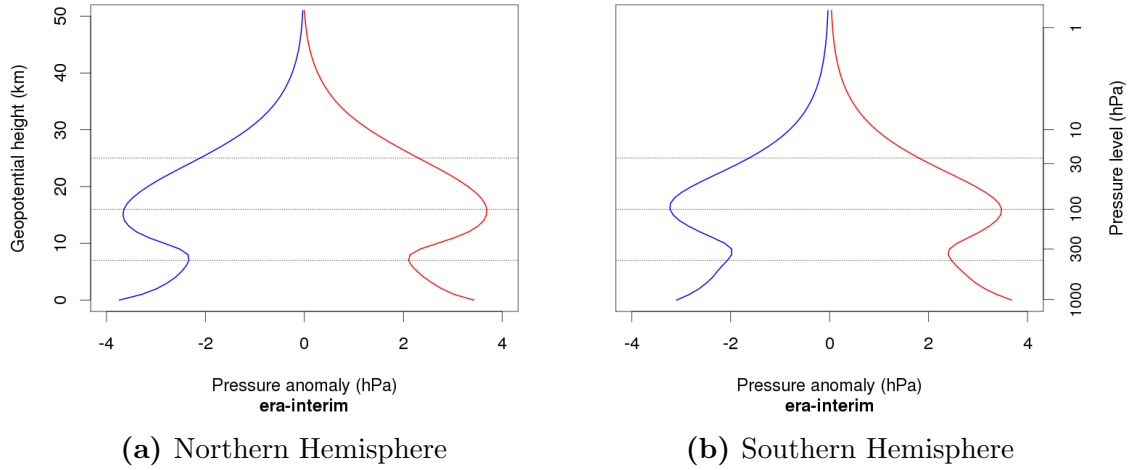 Geopotential height (km)
50
40
30
20
10
0
-4 -2 0 2 4
Pressure anomaly (hPa)
era-interim
(a) Northern Hemisphere
-4 -2 0 2 4
Pressure anomaly (hPa)
era-interim
1
10
30
100
300
1000
Pressure level (hPa)
(b) Southern Hemisphere